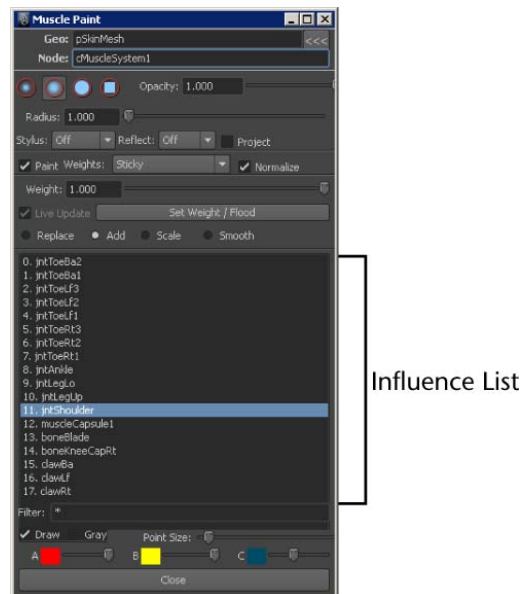 Muscle Paint
Geo: pSkinMesh <<<
Node: cMuscleSystem1
Opacity: 1.000
Radius: 1.000
Stylus: Off Reflect: Off Project
Paint Weights: Sticky Normalize
Weight: 1.000
Live Update Set Weight / Flood
Replace Add Scale Smooth
0. jntToeBa2
1. jntToeBa1
2. jntToeLf3
3. jntToeLf2
4. jntToeLf1
5. jntToeRt3
6. jntToeRt2
7. jntToeRt1
8. jntAnkle
9. jntLegLo
10. jntLegUp
11. jntShoulder
12. muscleCapsule1
13. boneBlade
14. boneKneeCapRt
15. clawBa
16. clawLf
17. clawRt
Influence List
Filter: *
Draw Gray Point Size:
A B C
Close